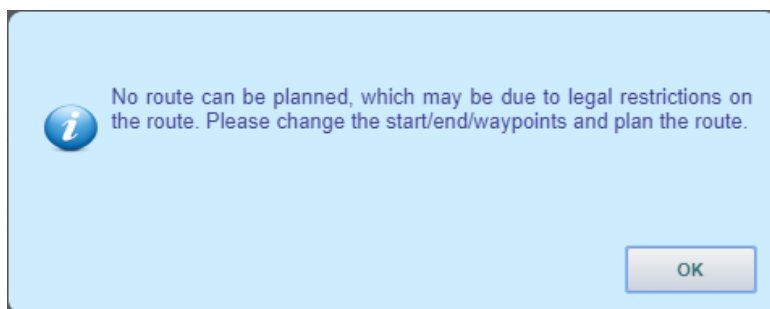 No route can be planned, which may be due to legal restrictions on
the route. Please change the start/end/waypoints and plan the route.
OK